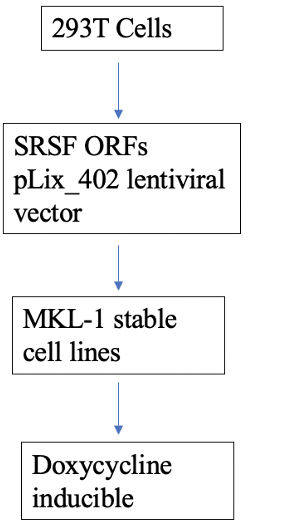 293T Cells
SRSF ORFs
pLix_402 lentiviral
vector
MKL-1 stable
cell lines
Doxycycline
inducible